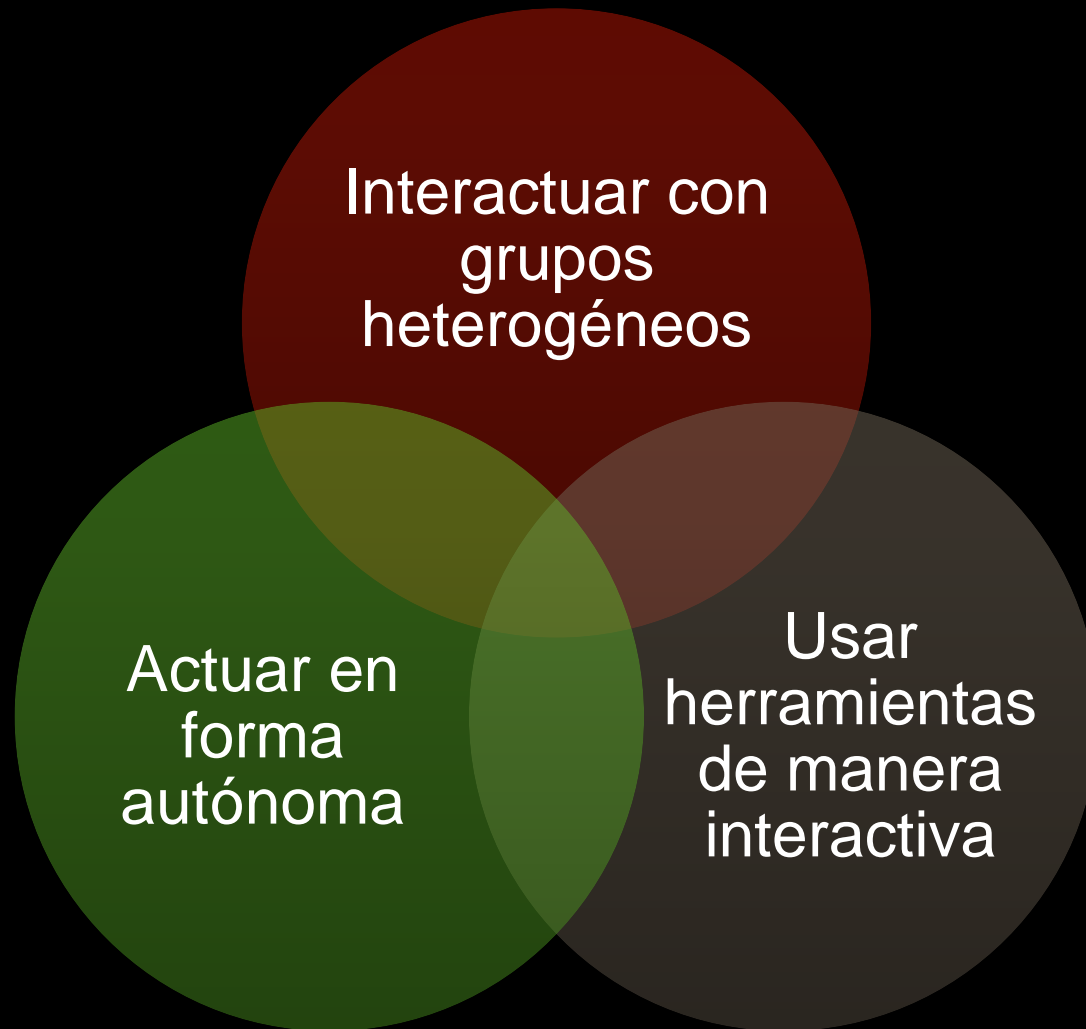 Interactuar con
grupos
heterogéneos
Actuar en
forma
autónoma
Usar
herramientas
de manera
interactiva